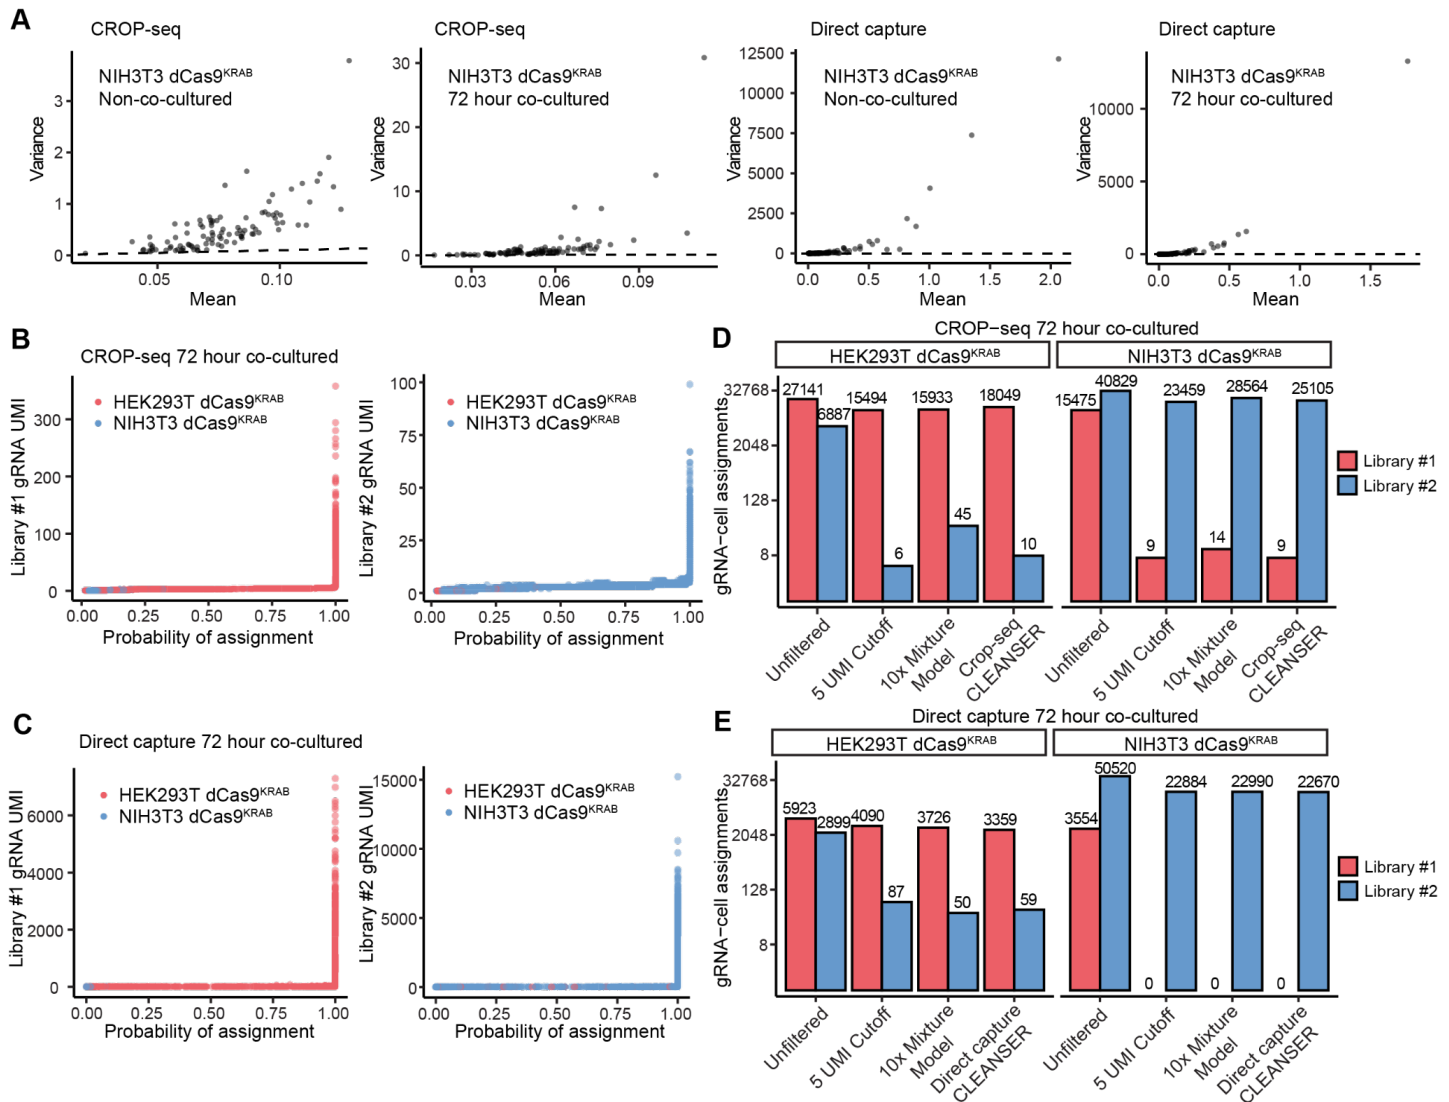 A
CROP-seq
NIH3T3 dCas9KRAB
Non-co-cultured
Variance
3
2
1
0
0.05
0.10
Mean
CROP-seq
NIH3T3 dCas9KRAB
72 hour co-cultured
Variance
30
20
10
0
0.03
0.06
0.09
Mean
Direct capture
NIH3T3 dCas9KRAB
Non-co-cultured
Variance
12500
10000
7500
5000
2500
0
0.0
0.5
1.0
1.5
2.0
Mean
Direct capture
NIH3T3 dCas9KRAB
72 hour co-cultured
Variance
10000
5000
0
0.0
0.5
1.0
1.5
Mean
B
CROP-seq 72 hour co-cultured
HEK293T dCas9KRAB
NIH3T3 dCas9KRAB
Library #1 gRNA UMI
300
200
100
0
0.00
0.25
0.50
0.75
1.00
Probability of assignment
HEK293T dCas9KRAB
NIH3T3 dCas9KRAB
Library #2 gRNA UMI
100
75
50
25
0
0.00
0.25
0.50
0.75
1.00
Probability of assignment
C
Direct capture 72 hour co-cultured
HEK293T dCas9KRAB
NIH3T3 dCas9KRAB
Library #1 gRNA UMI
6000
4000
2000
0
0.00
0.25
0.50
0.75
1.00
Probability of assignment
HEK293T dCas9KRAB
NIH3T3 dCas9KRAB
Library #2 gRNA UMI
15000
10000
5000
0
0.00
0.25
0.50
0.75
1.00
Probability of assignment
D
CROP−seq 72 hour co-cultured
HEK293T dCas9KRAB
NIH3T3 dCas9KRAB
gRNA−cell assignments
32768
2048
128
8
27141
6887
15494
6
15933
45
18049
10
15475
40829
9
23459
14
28564
9
25105
Unfiltered
5 UMI Cutoff
10x Mixture
Model
Crop-seq
CLEANSER
Unfiltered
5 UMI Cutoff
10x Mixture
Model
Crop-seq
CLEANSER
Library #1
Library #2
E
Direct capture 72 hour co-cultured
HEK293T dCas9KRAB
NIH3T3 dCas9KRAB
gRNA−cell assignments
32768
2048
128
8
5923
2899
4090
87
3726
50
3359
59
3554
50520
0
22884
0
22990
0
22670
Unfiltered
5 UMI Cutoff
10x Mixture
Model
Direct capture
CLEANSER
Unfiltered
5 UMI Cutoff
10x Mixture
Model
Direct capture
CLEANSER
Library #1
Library #2